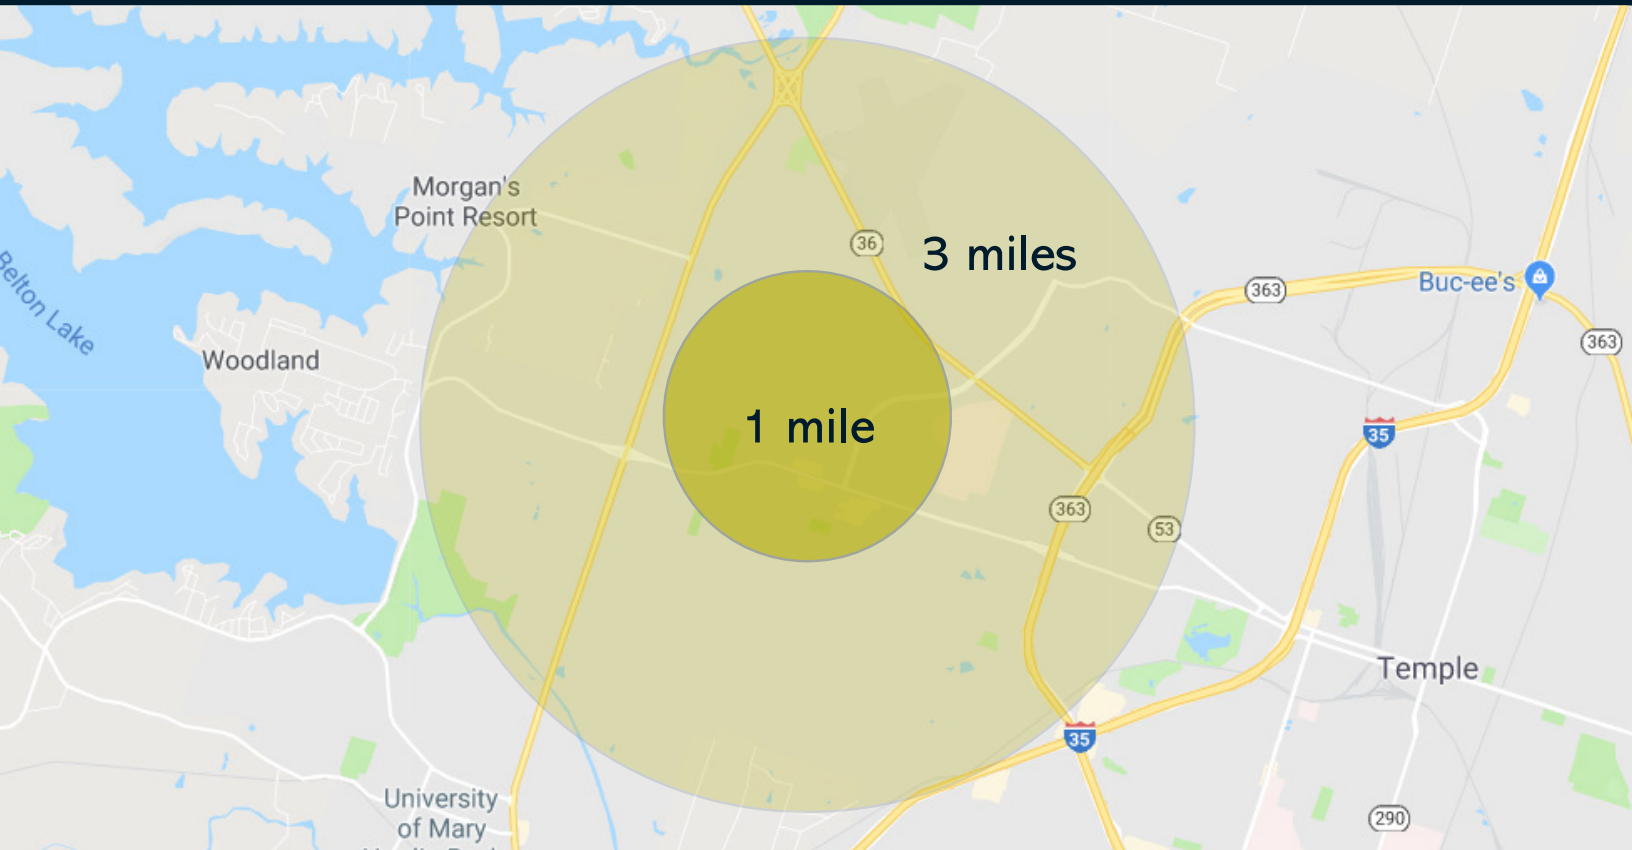 Morgan's
Point Resort
36
3 miles
363
Buc-ee's
Belton Lake
363
Woodland
1 mile
35
363
53
Temple
35
University
of Mary
290